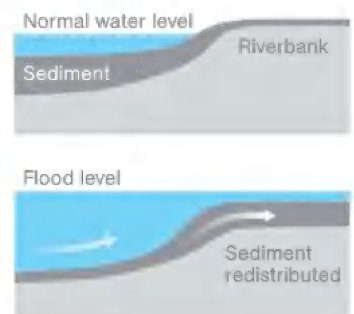 Normal water level
Riverbank
Sediment
Flood level
Sediment
redistributed